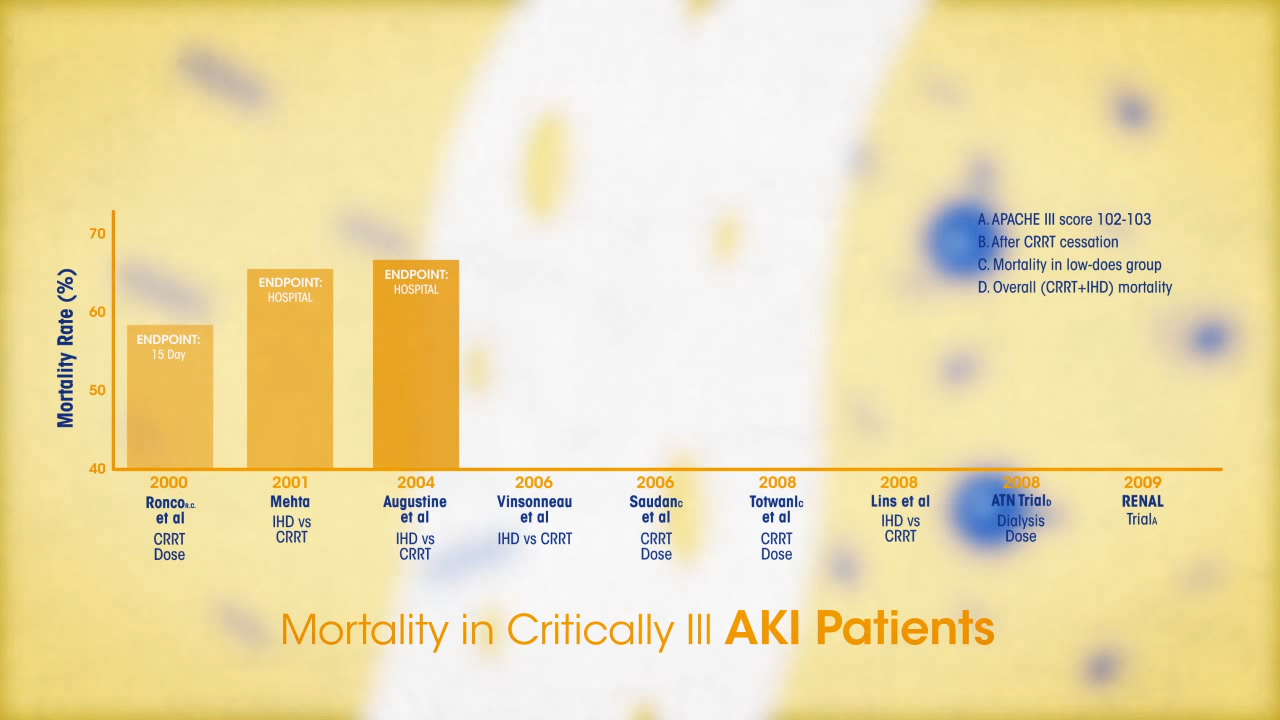 A. APACHE III score 102-103
B. After CRRT cessation
C. Mortality in low-does group
D. Overall (CRRT+IHD) mortality
Mortality Rate (%)
70
60
50
40
ENDPOINT:
15 Day
ENDPOINT:
HOSPITAL
ENDPOINT:
HOSPITAL
2000
Ronco B.C.
et al
CRRT
Dose
2001
Mehta
IHD vs
CRRT
2004
Augustine
et al
IHD vs
CRRT
2006
Vinsonneau
et al
IHD vs CRRT
2006
Saudan C
et al
CRRT
Dose
2008
Totwani C
et al
CRRT
Dose
2008
Lins et al
IHD vs
CRRT
2008
ATN Trial D
Dialysis
Dose
2009
RENAL
Trial A
Mortality in Critically Ill AKI Patients